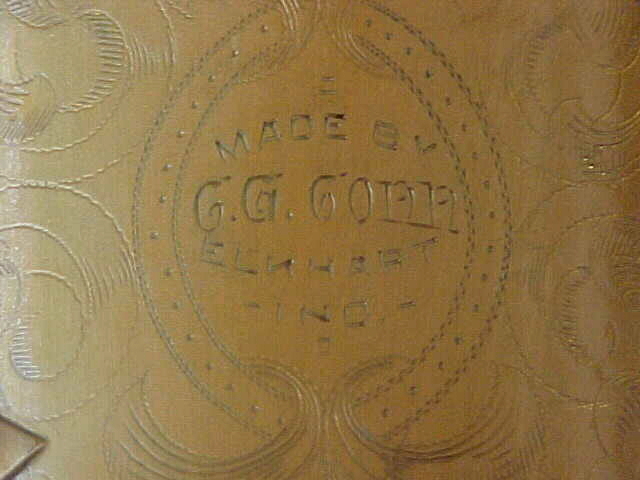 MADE BY
C.G. CONN
ELKHART
-IND.-